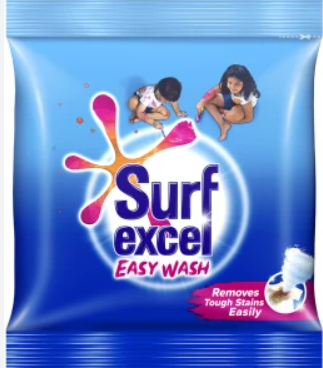 Surf
excel
EASY WASH
Removes
Tough Stains
Easily